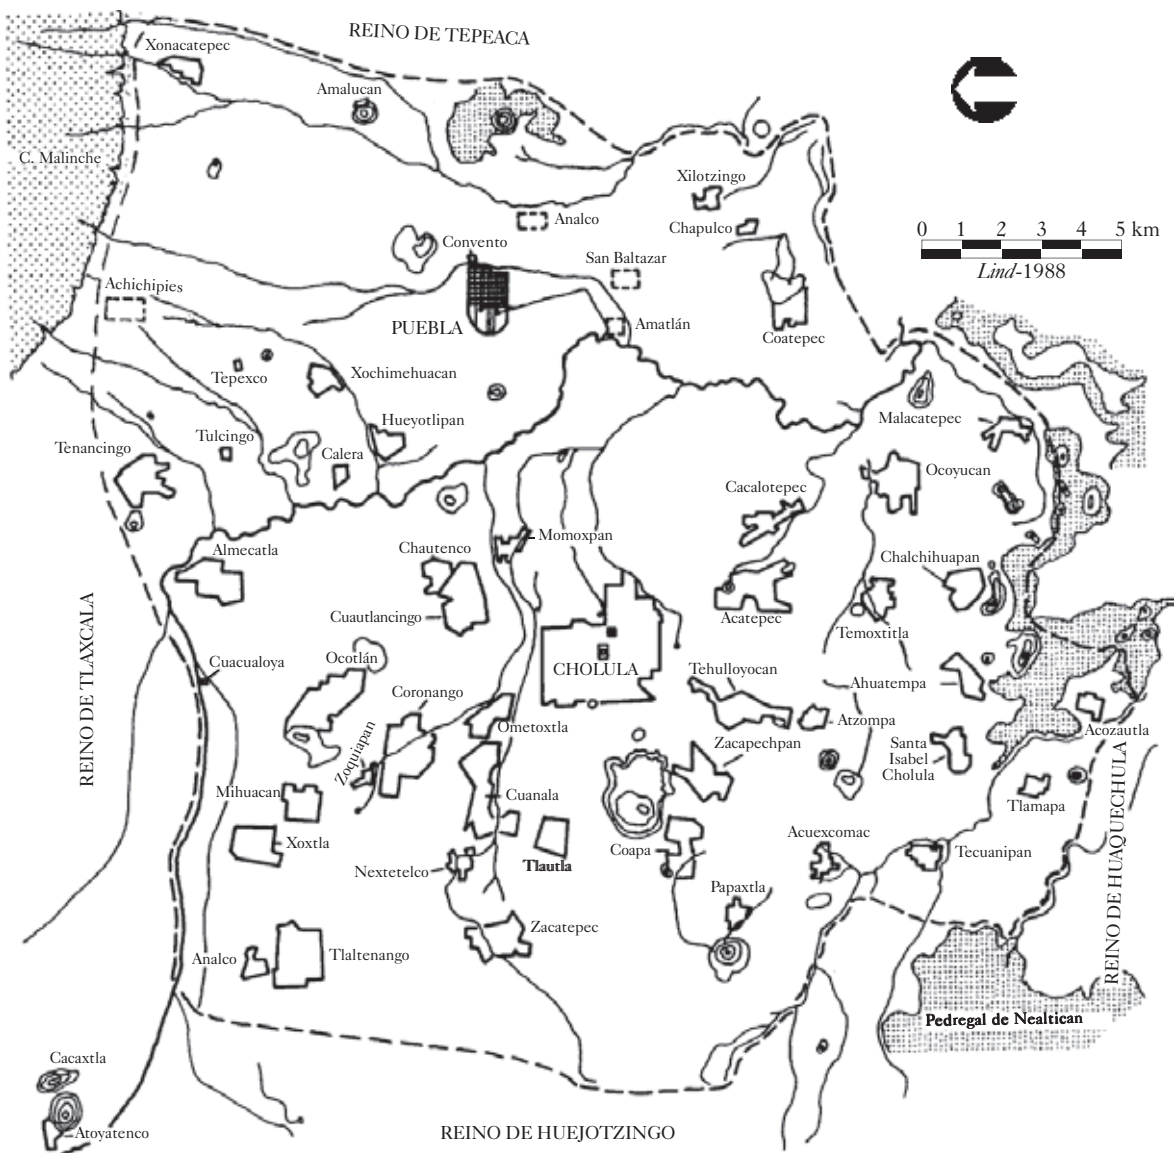 REINO DE TEPEACA
Xonacatepec
Amalucan
C. Malinche
Xilotzingo
Analco
Chapulco
0 1 2 3 4 5 km
Lind-1988
Convento
San Baltazar
Achichipies
PUEBLA
Amatlán
Coatepec
Tepexco
Xochimehuacan
Malacatepec
Hueyotlipan
Tulcingo
Tenancingo
Calera
Ocoyucan
Cacalotepec
Momoxpan
Almecatla
Chautenco
Chalchihuapan
Cuautlancingo
Acatepec
Temoxtitla
REINO DE TLAXCALA
Cuacualoya
Ocotlán
CHOLULA
Tehulloyocan
Ahuatempa
Coronango
Ometoxtla
Atzompa
Acozautla
Zoquiapan
Zacapechpan
Santa
Isabel
Cholula
Mihuacan
Cuanala
Tlamapa
REINO DE HUAQUECHULA
Xoxtla
Acuexcomac
Coapa
Tecuanipan
Nextetelco
Tlautla
Papaxtla
Zacatepec
Analco
Tlaltenango
Pedregal de Nealtican
Cacaxtla
Atoyatenco
REINO DE HUEJOTZINGO